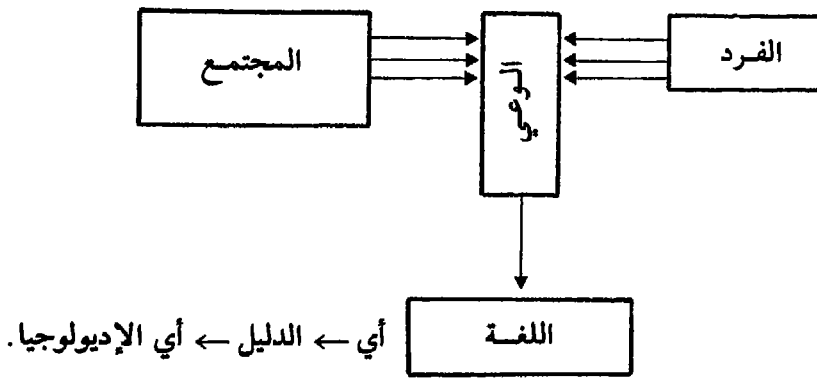 الفرد
المجتمع
الوعي
اللغة
أي ← الدليل ← أي الإديولوجيا.